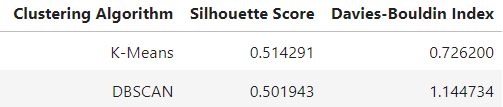 Clustering Algorithm Silhouette Score Davies-Bouldin Index
K-Means 0.514291 0.726200
DBSCAN 0.501943 1.144734